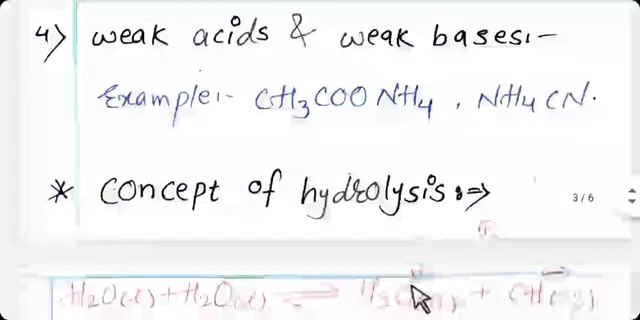 4) weak acids & weak bases:-
Example:- CH3COONH4, NH4CN.
* concept of hydrolysis :⇒
3/6
H2O(l) + H2O(l) ⇌